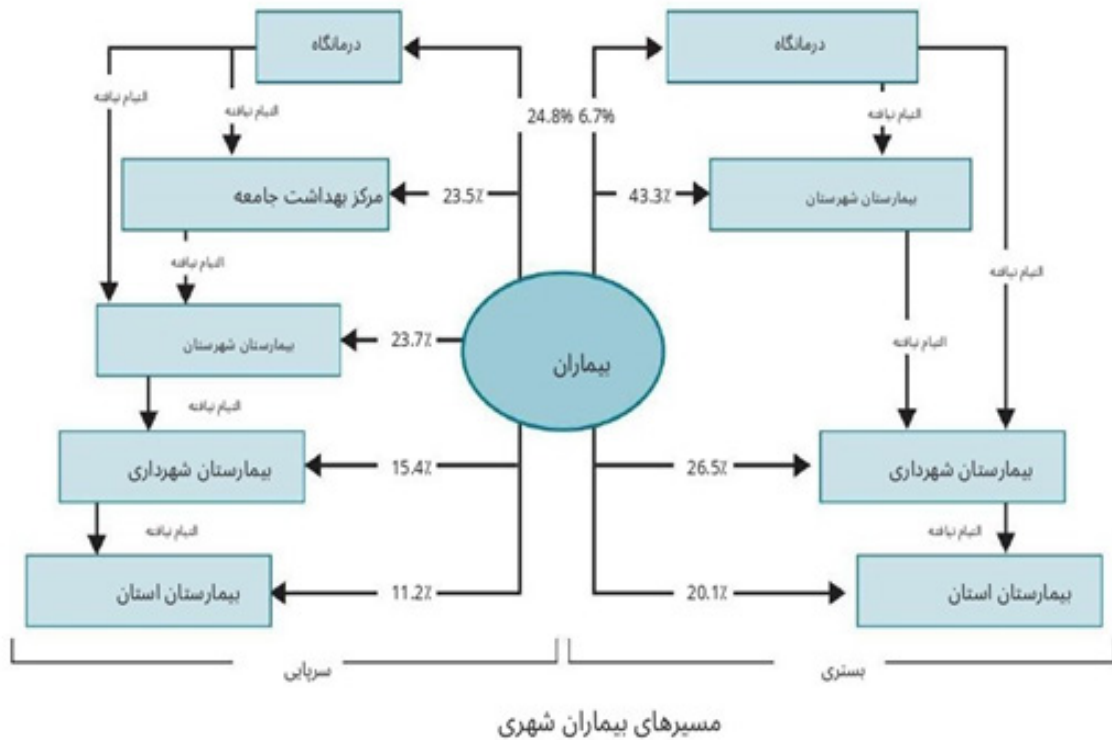 درمانگاه
درمانگاه
التیام نیافته
التیام نیافته
24.8% 6.7%
التیام نیافته
مرکز بهداشت جامعه
23.5٪
43.3٪
بیمارستان شهرستان
التیام نیافته
التیام نیافته
بیمارستان شهرستان
23.7٪
بیماران
التیام نیافته
التیام نیافته
بیمارستان شهرداری
15.4٪
26.5٪
بیمارستان شهرداری
التیام نیافته
التیام نیافته
بیمارستان استان
11.2٪
20.1٪
بیمارستان استان
سرپایی
بستری
مسیرهای بیماران شهری